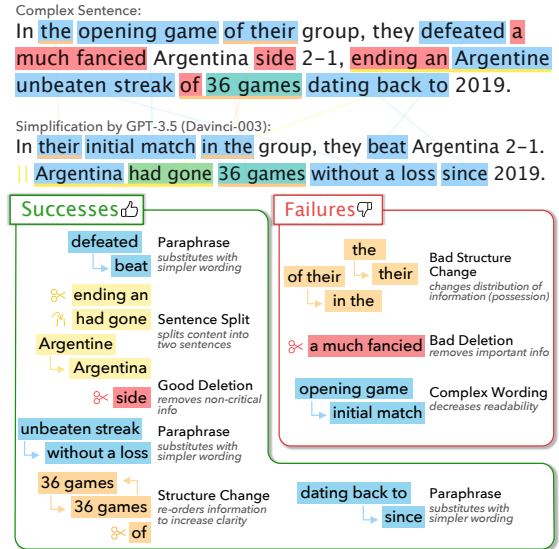 Complex Sentence:
In the opening game of their group, they defeated a
much fancied Argentina side 2-1, ending an Argentine
unbeaten streak of 36 games dating back to 2019.
Simplification by GPT-3.5 (Davinci-003):
In their initial match in the group, they beat Argentina 2-1.
|| Argentina had gone 36 games without a loss since 2019.
Successes
defeated
beat
Paraphrase
substitutes with
simpler wording
ending an
had gone
Argentine
Argentina
Sentence Split
splits content into
two sentences
side
Good Deletion
removes non-critical
info
unbeaten streak
without a loss
Paraphrase
substitutes with
simpler wording
36 games
36 games
of
Structure Change
re-orders information
to increase clarity
Failures
the
their
of their
in the
Bad Structure
Change
changes distribution of
information (possession)
a much fancied
Bad Deletion
removes important info
opening game
initial match
Complex Wording
decreases readability
dating back to
since
Paraphrase
substitutes with
simpler wording